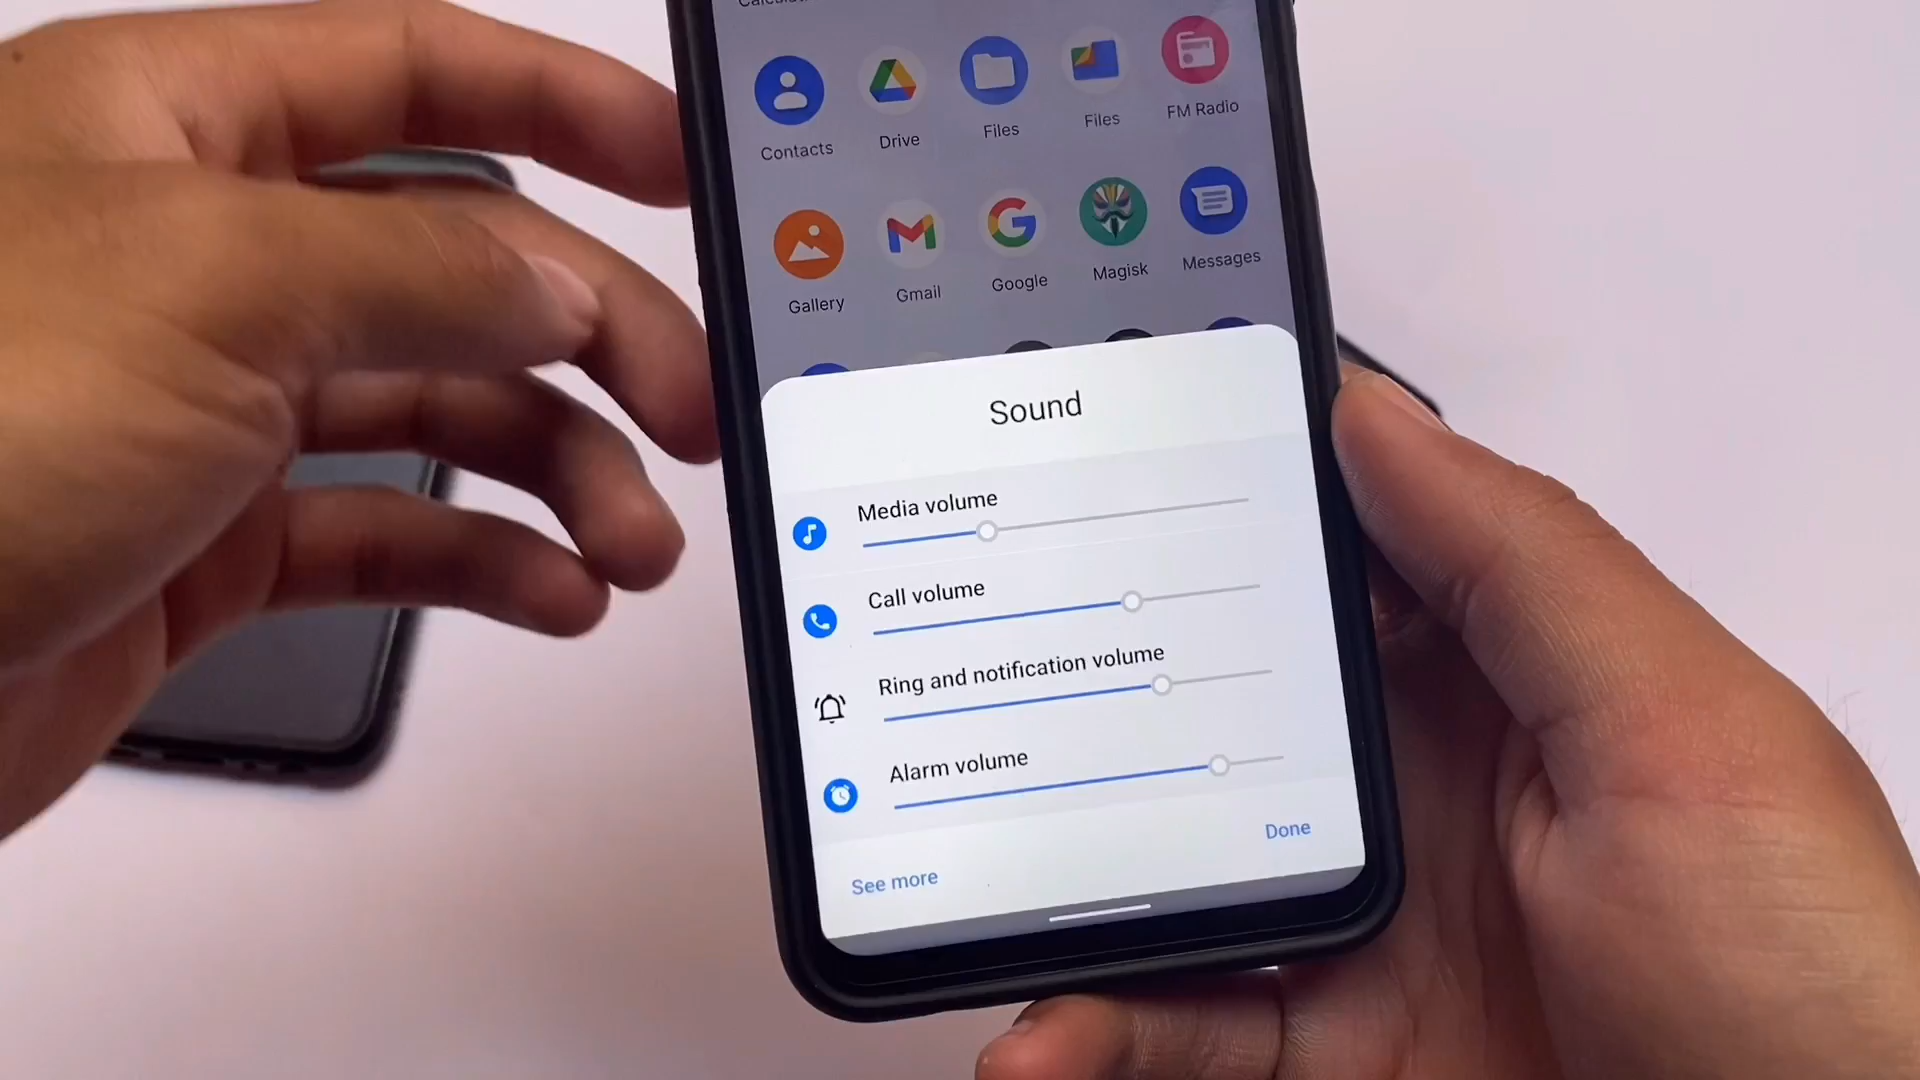 Contacts
Drive
Files
Files
FM Radio
Gallery
Gmail
Google
Magisk
Messages
Sound
Media volume
Call volume
Ring and notification volume
Alarm volume
See more
Done